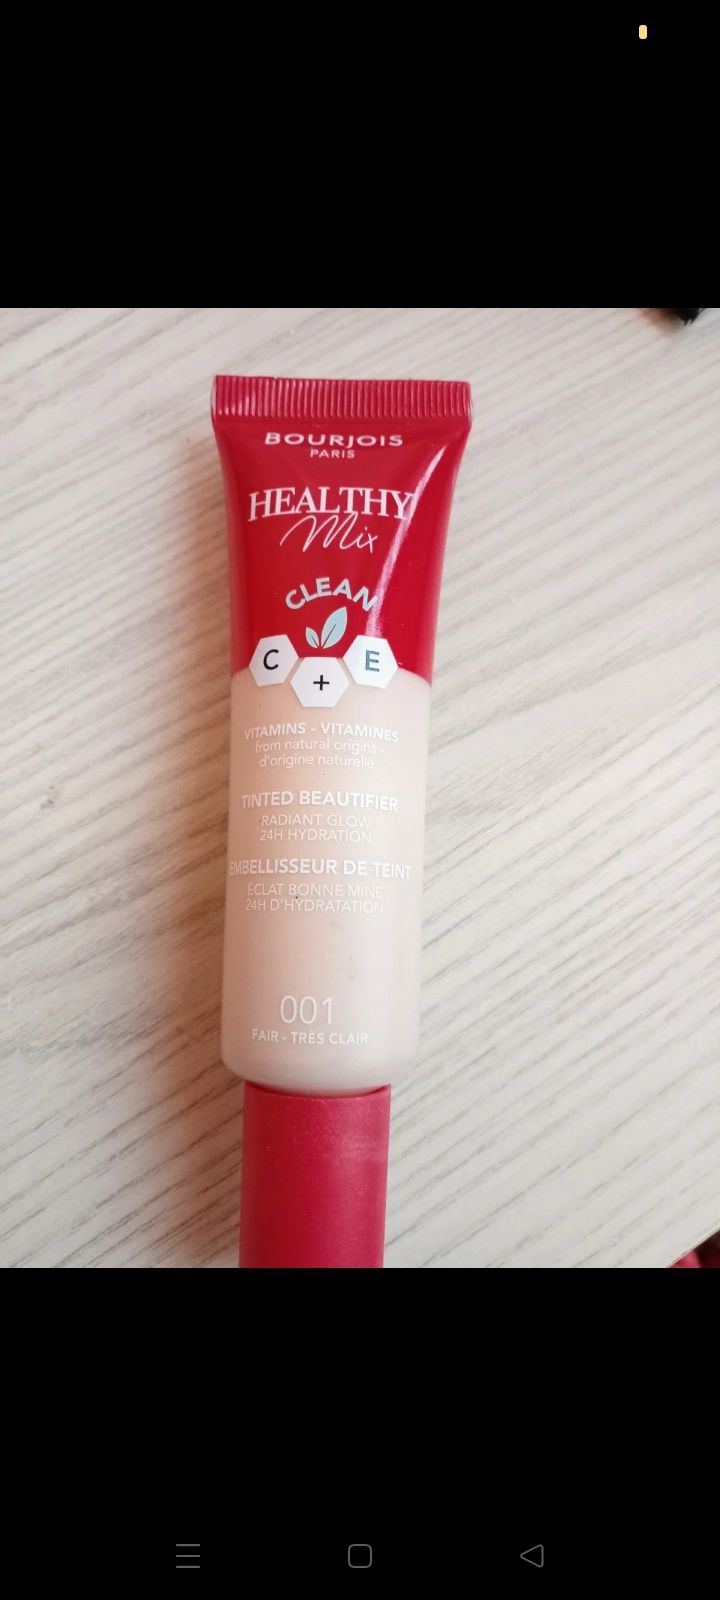 BOURJOIS
PARIS
HEALTHY
Mix
CLEAN
C + E
VITAMINS - VITAMINES
from natural origins -
d'origine naturelle
TINTED BEAUTIFIER
RADIANT GLOW
24H HYDRATION
EMBELLISSEUR DE TEINT
ÉCLAT BONNE MINE
24H D'HYDRATATION
001
FAIR - TRÈS CLAIR